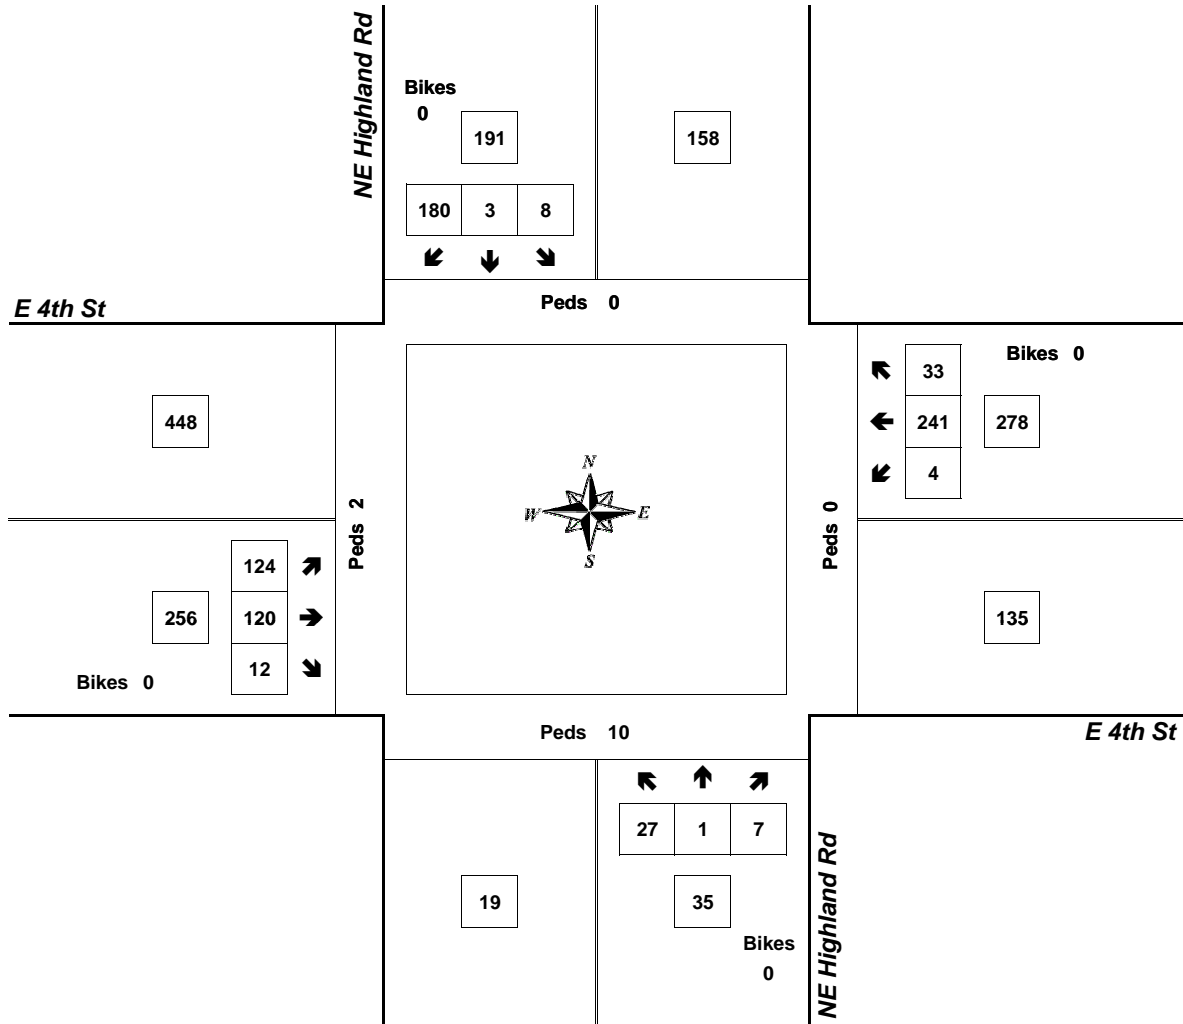 NE Highland Rd
Bikes
0
191
158
180 3 8
Peds 0
E 4th St
33
Bikes 0
448
241
278
4
N
W E
S
Peds 2
Peds 0
124
256
120
135
12
Bikes 0
Peds 10
E 4th St
27 1 7
19
35
Bikes
0
NE Highland Rd